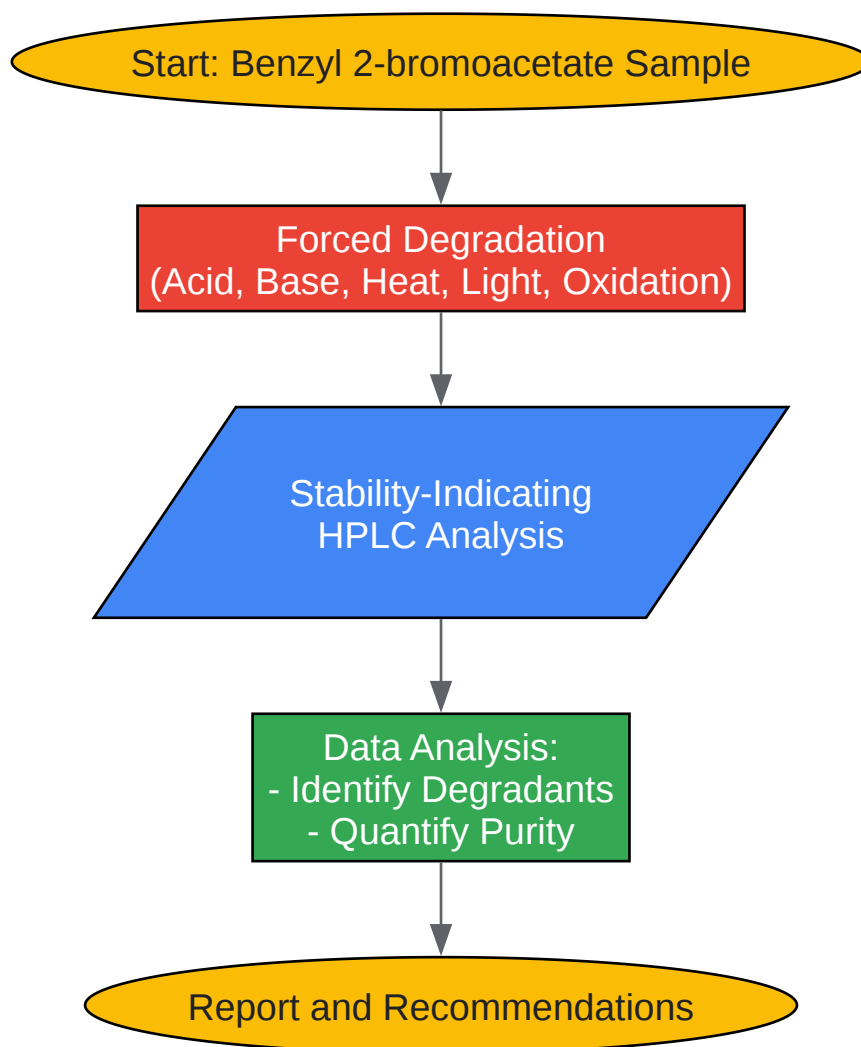 Start: Benzyl 2-bromoacetate Sample
Forced Degradation
(Acid, Base, Heat, Light, Oxidation)
Stability-Indicating
HPLC Analysis
Data Analysis:
- Identify Degradants
- Quantify Purity
Report and Recommendations